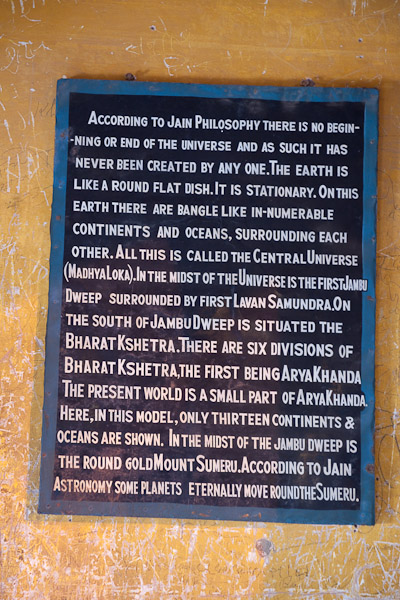 According to Jain Philosophy there is no begin-
-ning or end of the universe and as such it has
never been created by any one. The earth is
like a round flat dish. It is stationary. On this
earth there are bangle like in-numerable
continents and oceans, surrounding each
other. All this is called the Central Universe
(Madhya Loka). In the midst of the Universe is the first Jambu
Dweep surrounded by first Lavan Samundra. On
the south of Jambu Dweep is situated the
Bharat Kshetra. There are six divisions of
Bharat Kshetra, the first being Arya Khanda
The present world is a small part of Arya Khanda.
Here, in this model, only thirteen continents &
oceans are shown. In the midst of the jambu dweep is
the round gold Mount Sumeru. According to Jain
Astronomy some planets eternally move round the Sumeru.